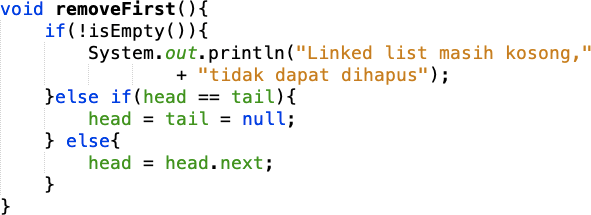 void removeFirst(){
    if(!isEmpty()){
        System.out.println("Linked list masih kosong,"
                + "tidak dapat dihapus");
    }else if(head == tail){
        head = tail = null;
    } else{
        head = head.next;
    }
}